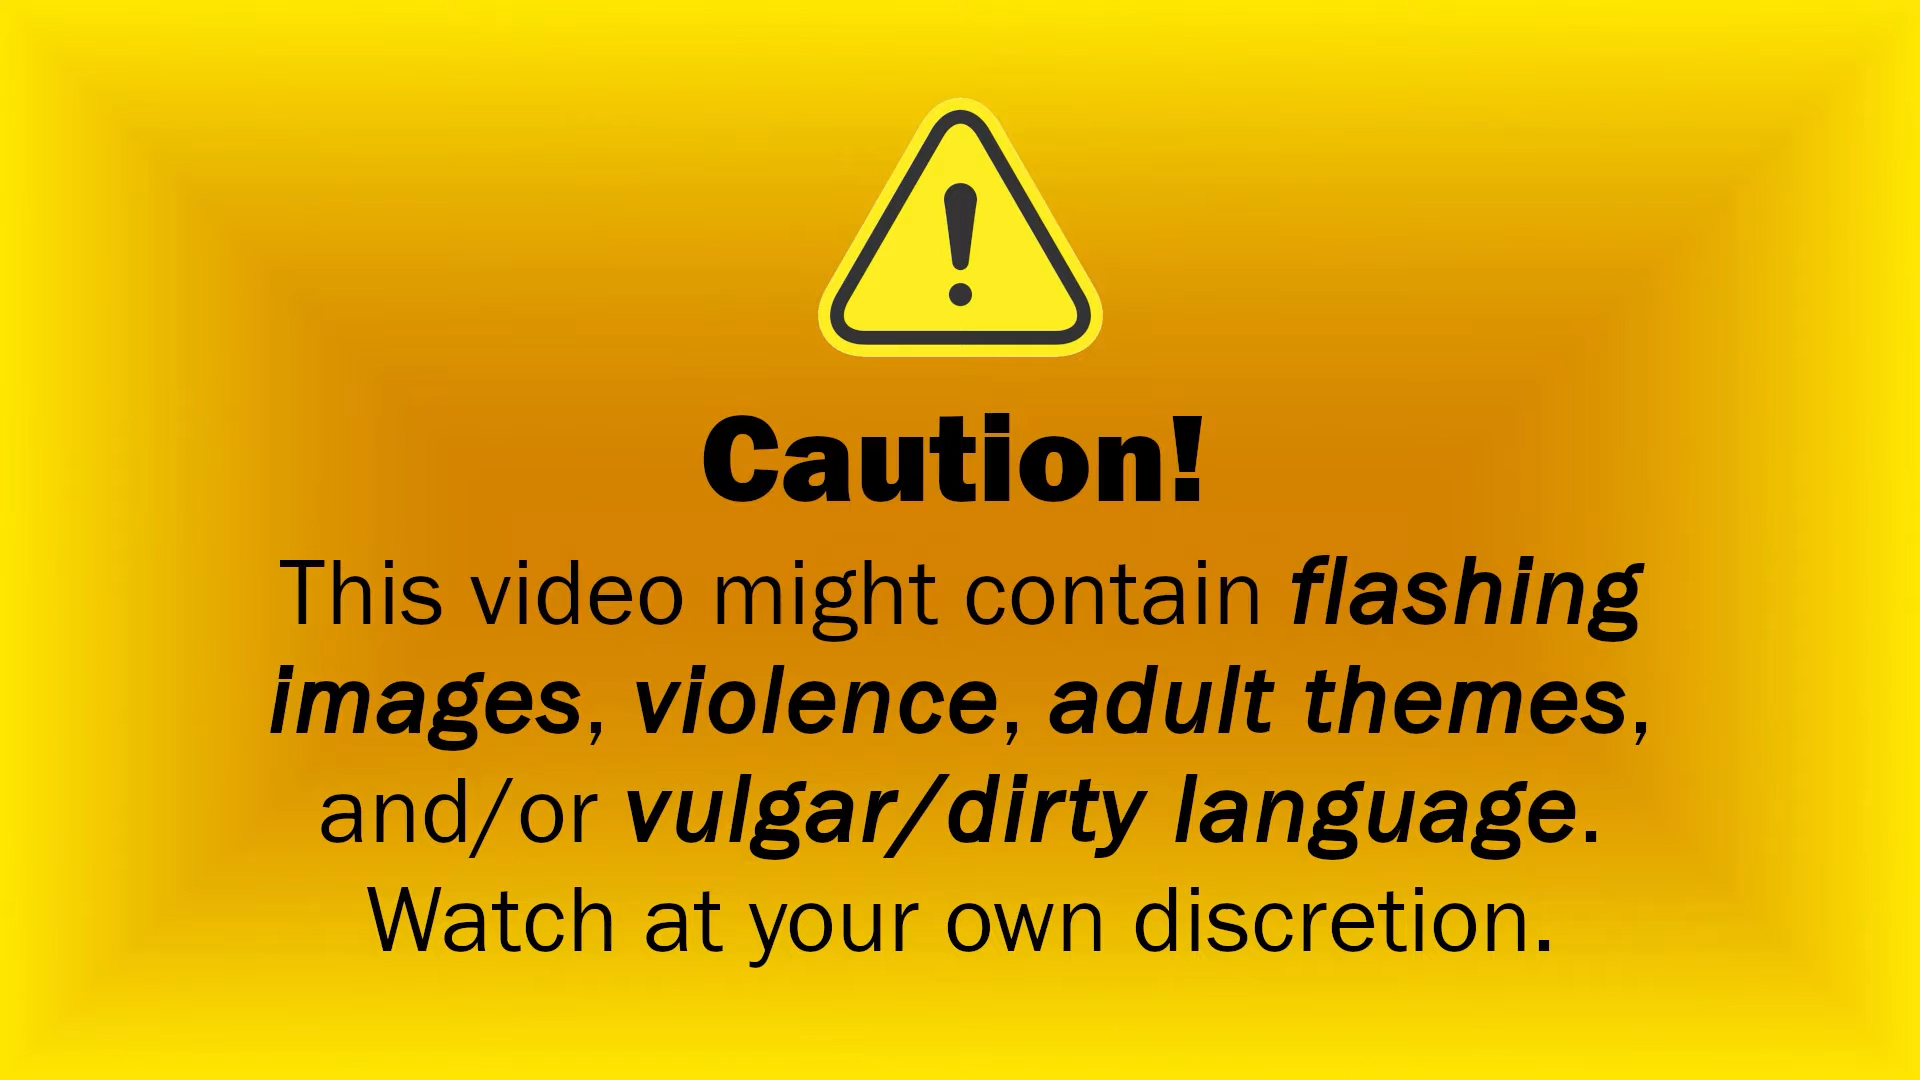 Caution!
This video might contain flashing
images, violence, adult themes,
and/or vulgar/dirty language.
Watch at your own discretion.